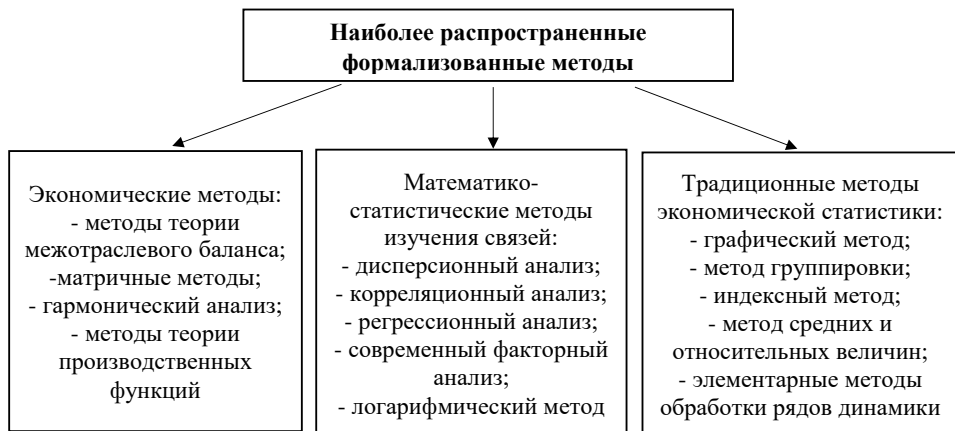 Наиболее распространенные
формализованные методы
Экономические методы:
- методы теории
межотраслевого баланса;
-матричные методы;
- гармонический анализ;
- методы теории
производственных
функций
Математико-
статистические методы
изучения связей:
- дисперсионный анализ;
- корреляционный анализ;
- регрессионный анализ;
- современный факторный
анализ;
- логарифмический метод
Традиционные методы
экономической статистики:
- графический метод;
- метод группировки;
- индексный метод;
- метод средних и
относительных величин;
- элементарные методы
обработки рядов динамики